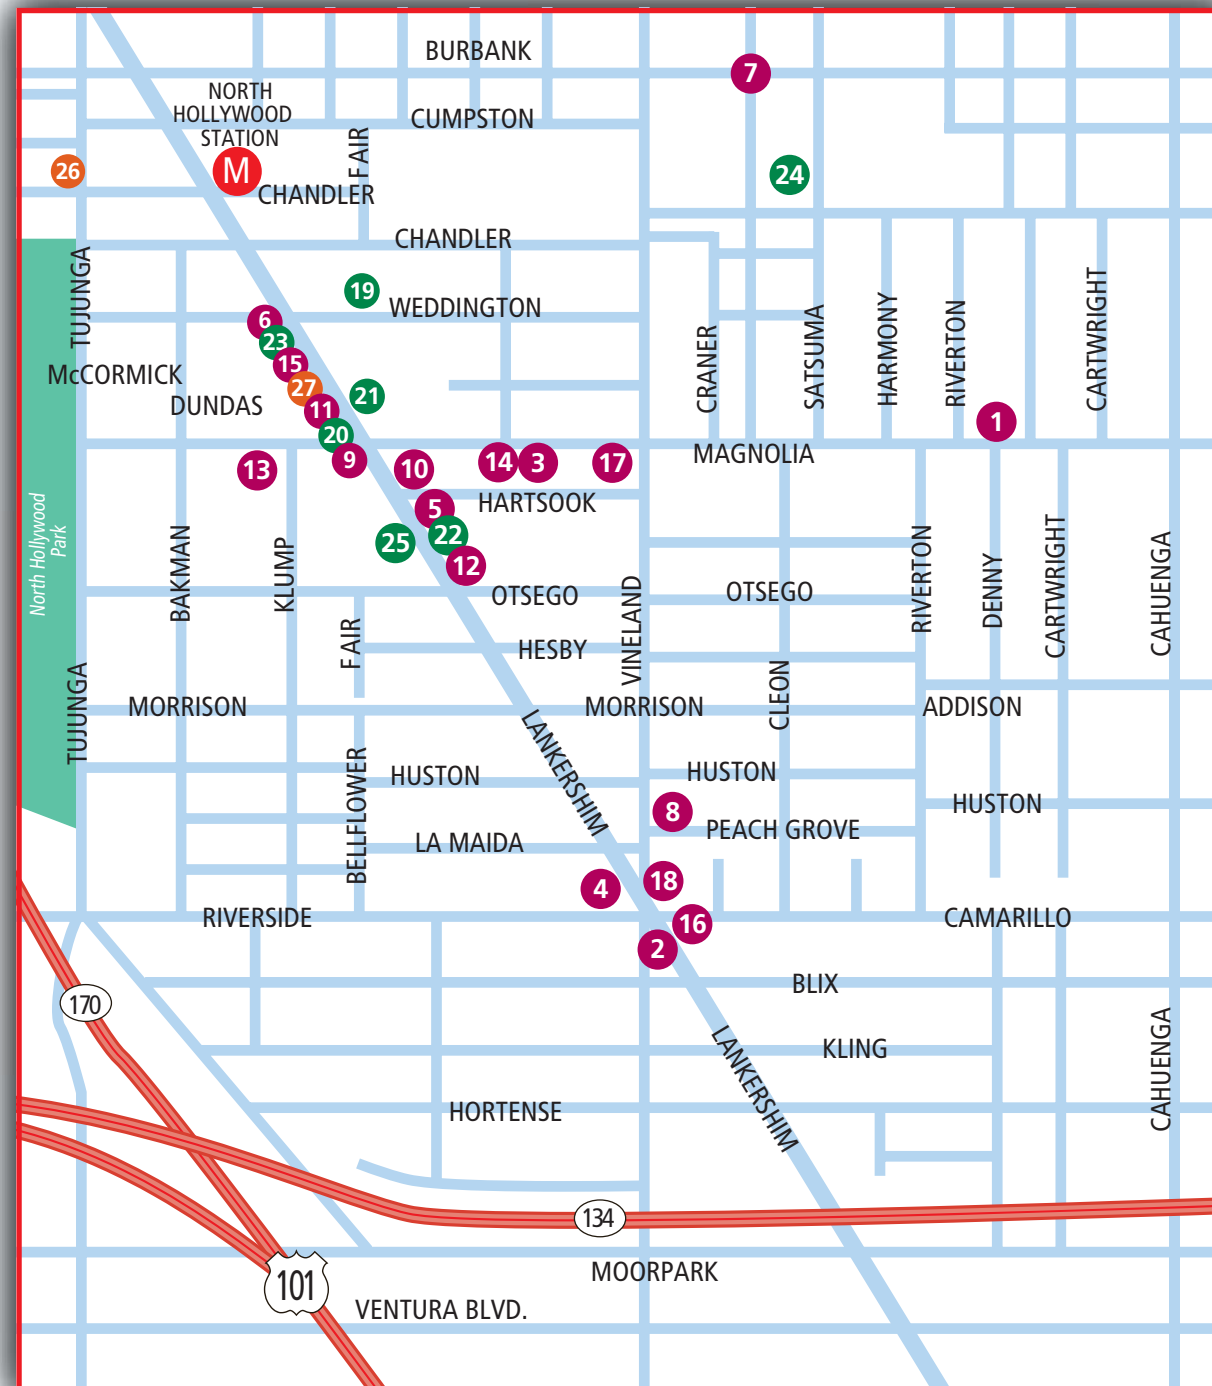 BURBANK
7
NORTH
HOLLYWOOD
STATION
CUMPSTON
FAIR
26
M
24
CHANDLER
CHANDLER
TUJUNGA
19
WEDDINGTON
6
23
15
27
11
20
9
21
McCORMICK
DUNDAS
CRANER
SATSUMA
HARMONY
RIVERTON
CARTWRIGHT
1
MAGNOLIA
13
10
14
3
17
HARTSOOK
5
22
12
25
North Hollywood
Park
BAKMAN
KLUMP
OTSEGO
OTSEGO
VINELAND
RIVERTON
DENNY
CARTWRIGHT
CAHUENGA
FAIR
HESBY
TUJUNGA
MORRISON
MORRISON
CLEON
ADDISON
LANKERSHIM
BELLFLOWER
HUSTON
HUSTON
HUSTON
8
PEACH GROVE
LA MAIDA
4
18
RIVERSIDE
16
CAMARILLO
2
BLIX
170
LANKERSHIM
KLING
CAHUENGA
HORTENSE
134
101
MOORPARK
VENTURA BLVD.